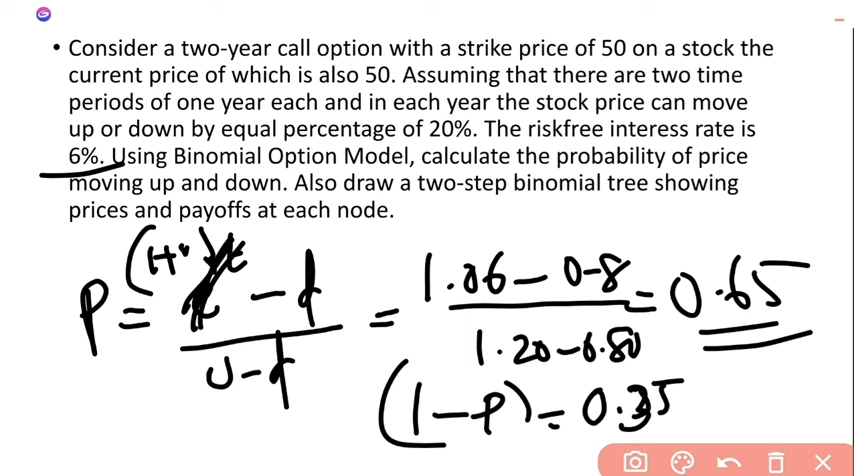 • Consider a two-year call option with a strike price of 50 on a stock the
current price of which is also 50. Assuming that there are two time
periods of one year each and in each year the stock price can move
up or down by equal percentage of 20%. The riskfree interess rate is
6%. Using Binomial Option Model, calculate the probability of price
moving up and down. Also draw a two-step binomial tree showing
prices and payoffs at each node.
P = (1+r) - d / u - d = 1.06 - 0.8 / 1.20 - 0.80 = 0.65
(1 - P) = 0.35